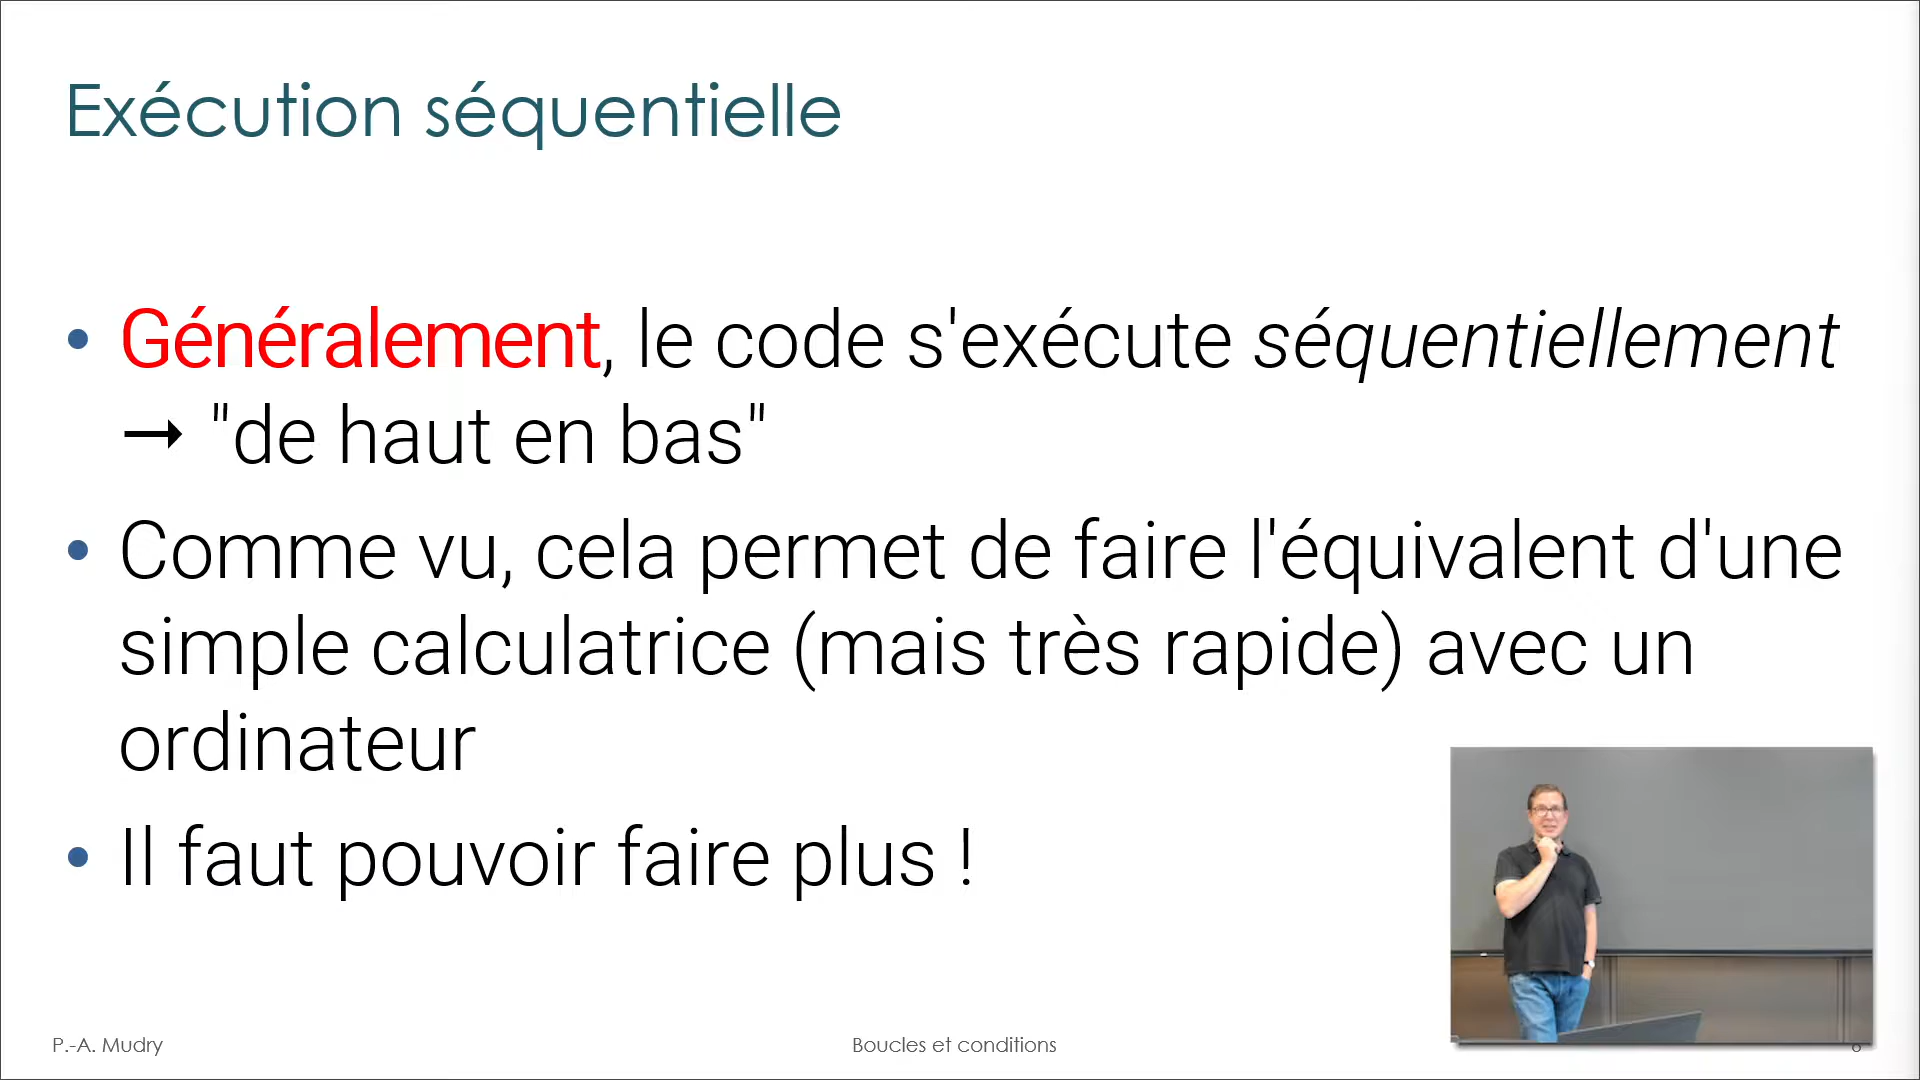 Exécution séquentielle
• Généralement, le code s'exécute séquentiellement
→ "de haut en bas"
• Comme vu, cela permet de faire l'équivalent d'une
simple calculatrice (mais très rapide) avec un
ordinateur
• Il faut pouvoir faire plus !
P.-A. Mudry
Boucles et conditions